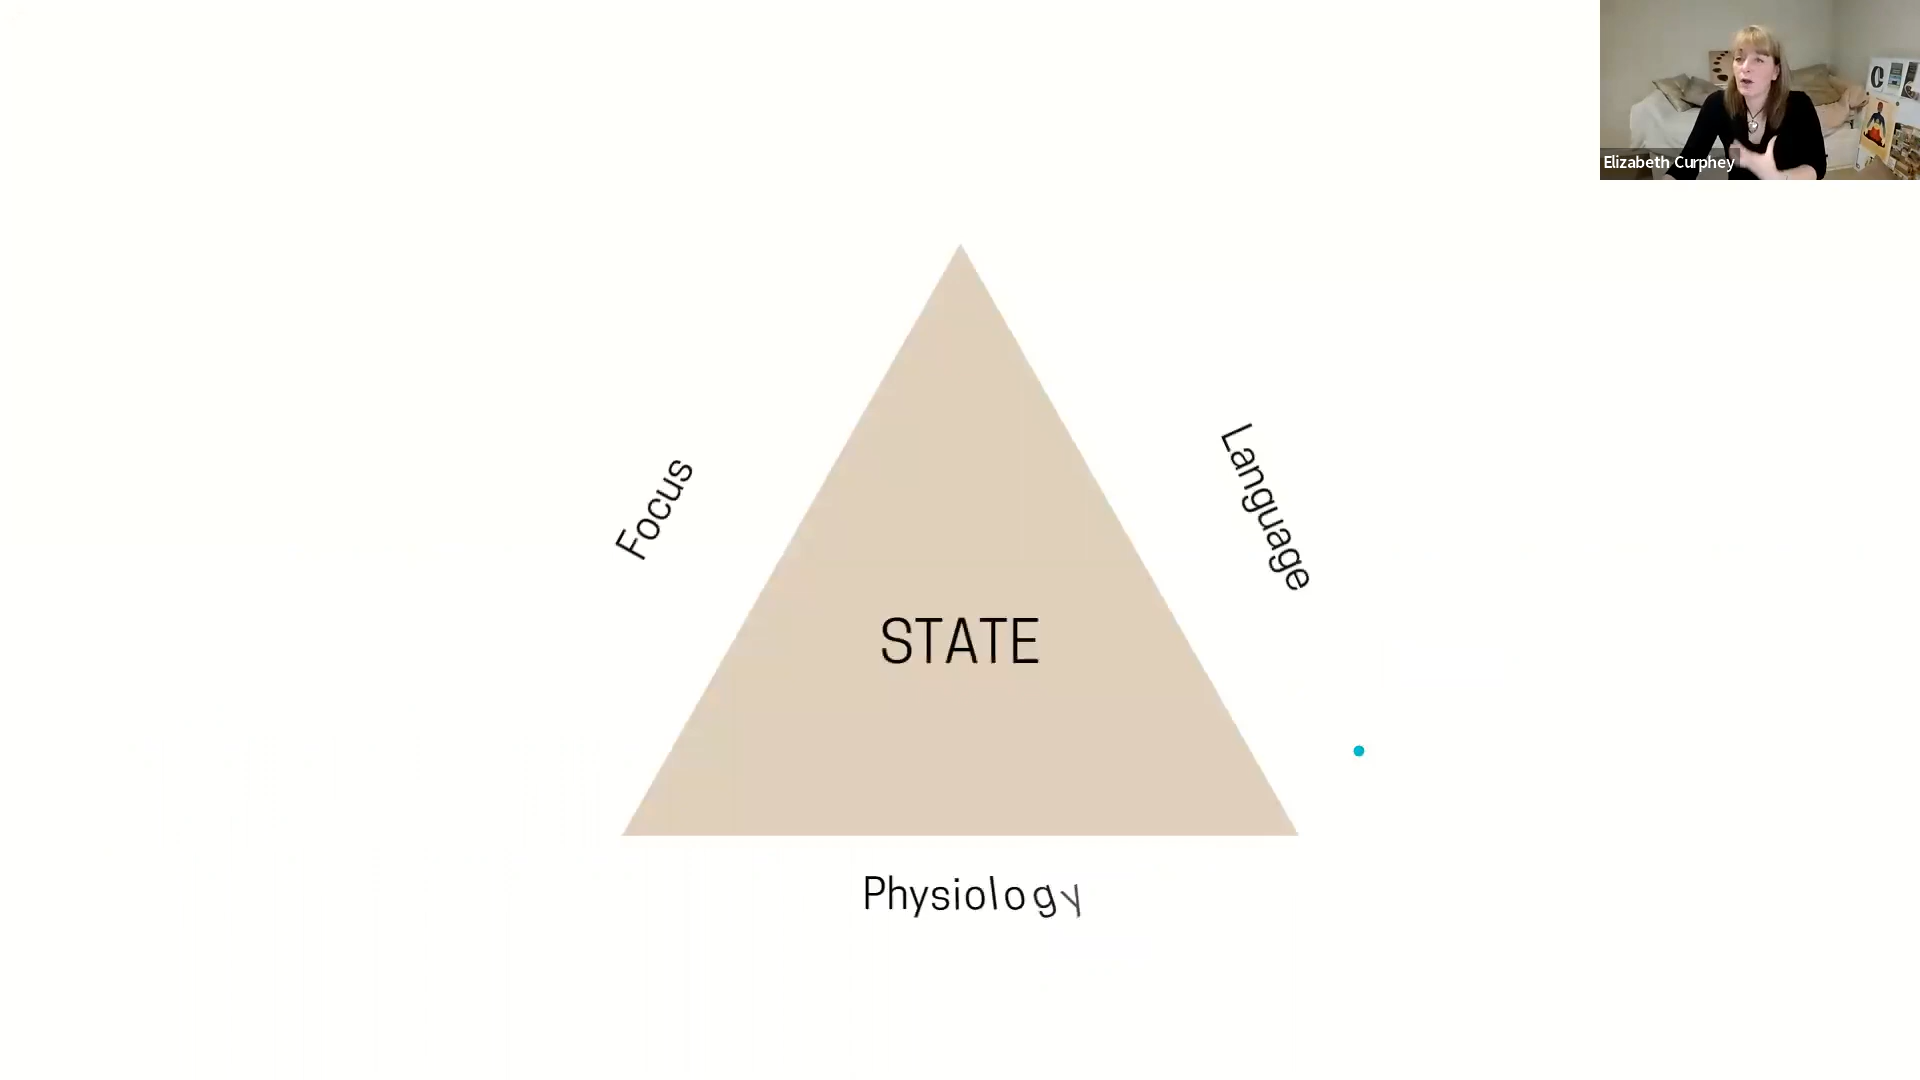 Elizabeth Curphey
Focus
Language
STATE
Physiology